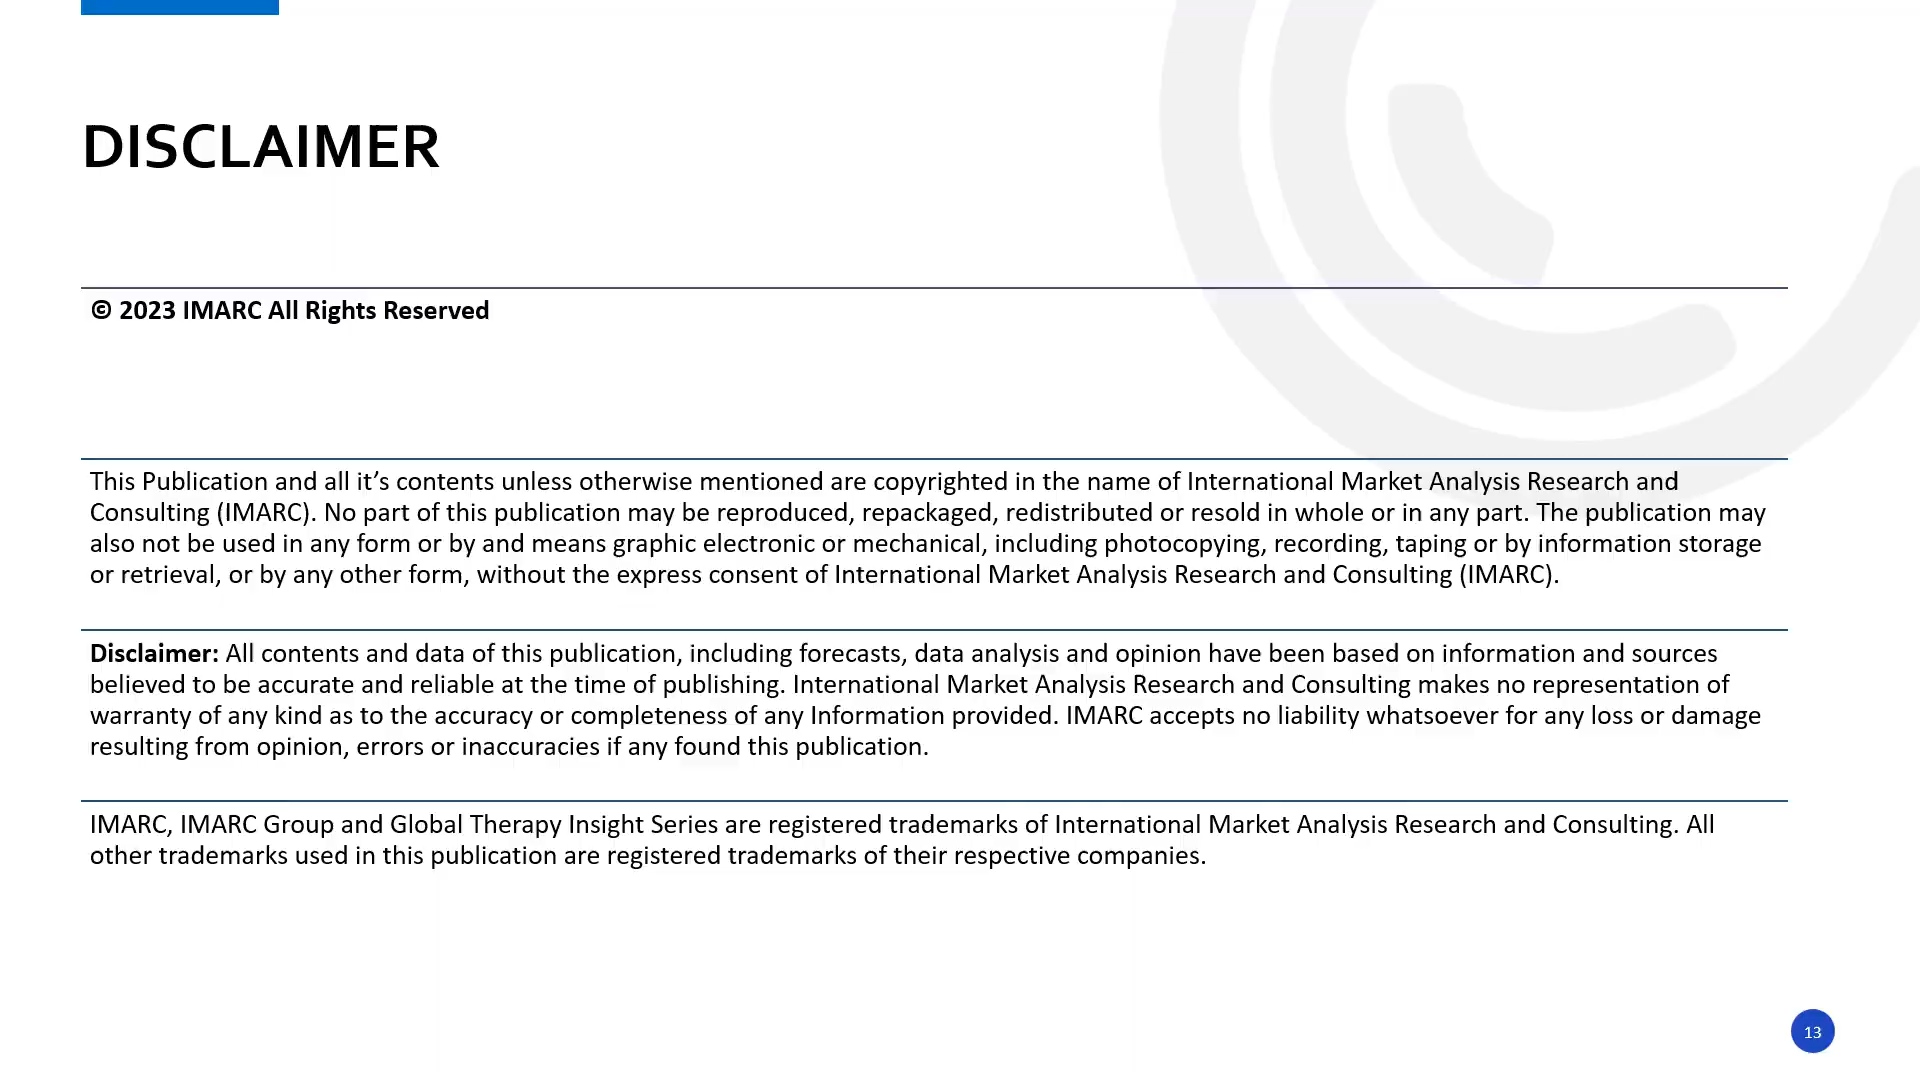 DISCLAIMER
© 2023 IMARC All Rights Reserved
This Publication and all it’s contents unless otherwise mentioned are copyrighted in the name of International Market Analysis Research and
Consulting (IMARC). No part of this publication may be reproduced, repackaged, redistributed or resold in whole or in any part. The publication may
also not be used in any form or by and means graphic electronic or mechanical, including photocopying, recording, taping or by information storage
or retrieval, or by any other form, without the express consent of International Market Analysis Research and Consulting (IMARC).
Disclaimer: All contents and data of this publication, including forecasts, data analysis and opinion have been based on information and sources
believed to be accurate and reliable at the time of publishing. International Market Analysis Research and Consulting makes no representation of
warranty of any kind as to the accuracy or completeness of any Information provided. IMARC accepts no liability whatsoever for any loss or damage
resulting from opinion, errors or inaccuracies if any found this publication.
IMARC, IMARC Group and Global Therapy Insight Series are registered trademarks of International Market Analysis Research and Consulting. All
other trademarks used in this publication are registered trademarks of their respective companies.
13